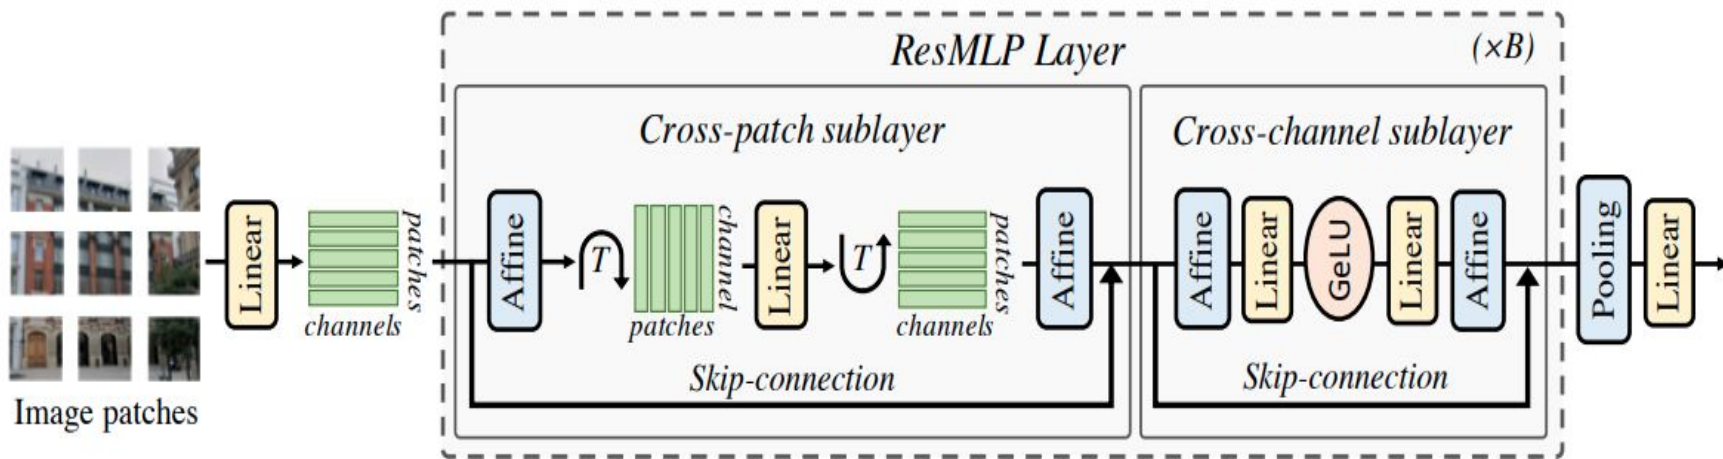 ResMLP Layer
(×B)
Cross-patch sublayer
Cross-channel sublayer
Image patches
Linear
patches
channels
Affine
T
channel
patches
Linear
T
patches
channels
Affine
Skip-connection
Affine
Linear
GeLU
Linear
Affine
Skip-connection
Pooling
Linear